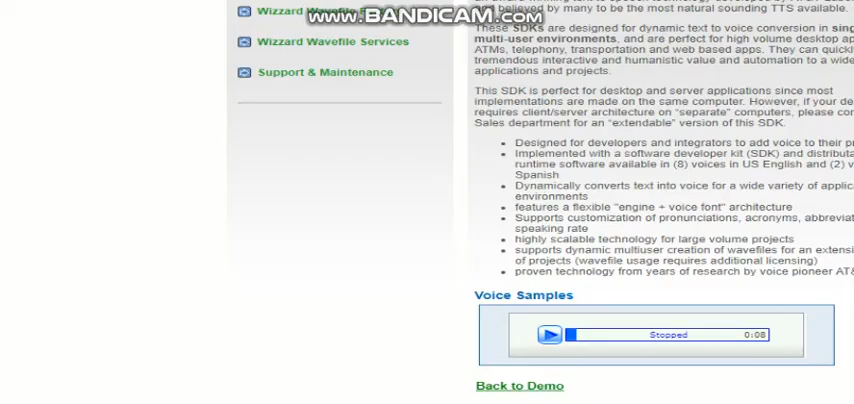 Wizzard Wavefile
www.BANDICAM.com
Wizzard Wavefile Services
Support & Maintenance
and believed by many to be the most natural sounding TTS available.
These SDKs are designed for dynamic text to voice conversion in sing
multi-user environments, and are perfect for high volume desktop ap
ATMs, telephony, transportation and web based apps. They can quickl
tremendous interactive and humanistic value and automation to a wide
applications and projects.
This SDK is perfect for desktop and server applications since most
implementations are made on the same computer. However, if your de
requires client/server architecture on "separate" computers, please con
Sales department for an "extendable" version of this SDK.
• Designed for developers and integrators to add voice to their pr
• Implemented with a software developer kit (SDK) and distributa
runtime software available in (8) voices in US English and (2) v
Spanish
• Dynamically converts text into voice for a wide variety of applica
environments
• features a flexible "engine + voice font" architecture
• Supports customization of pronunciations, acronyms, abbreviat
speaking rate
• highly scalable technology for large volume projects
• supports dynamic multiuser creation of wavefiles for an extensi
of projects (wavefile usage requires additional licensing)
• proven technology from years of research by voice pioneer AT&
Voice Samples
Stopped 0:08
Back to Demo